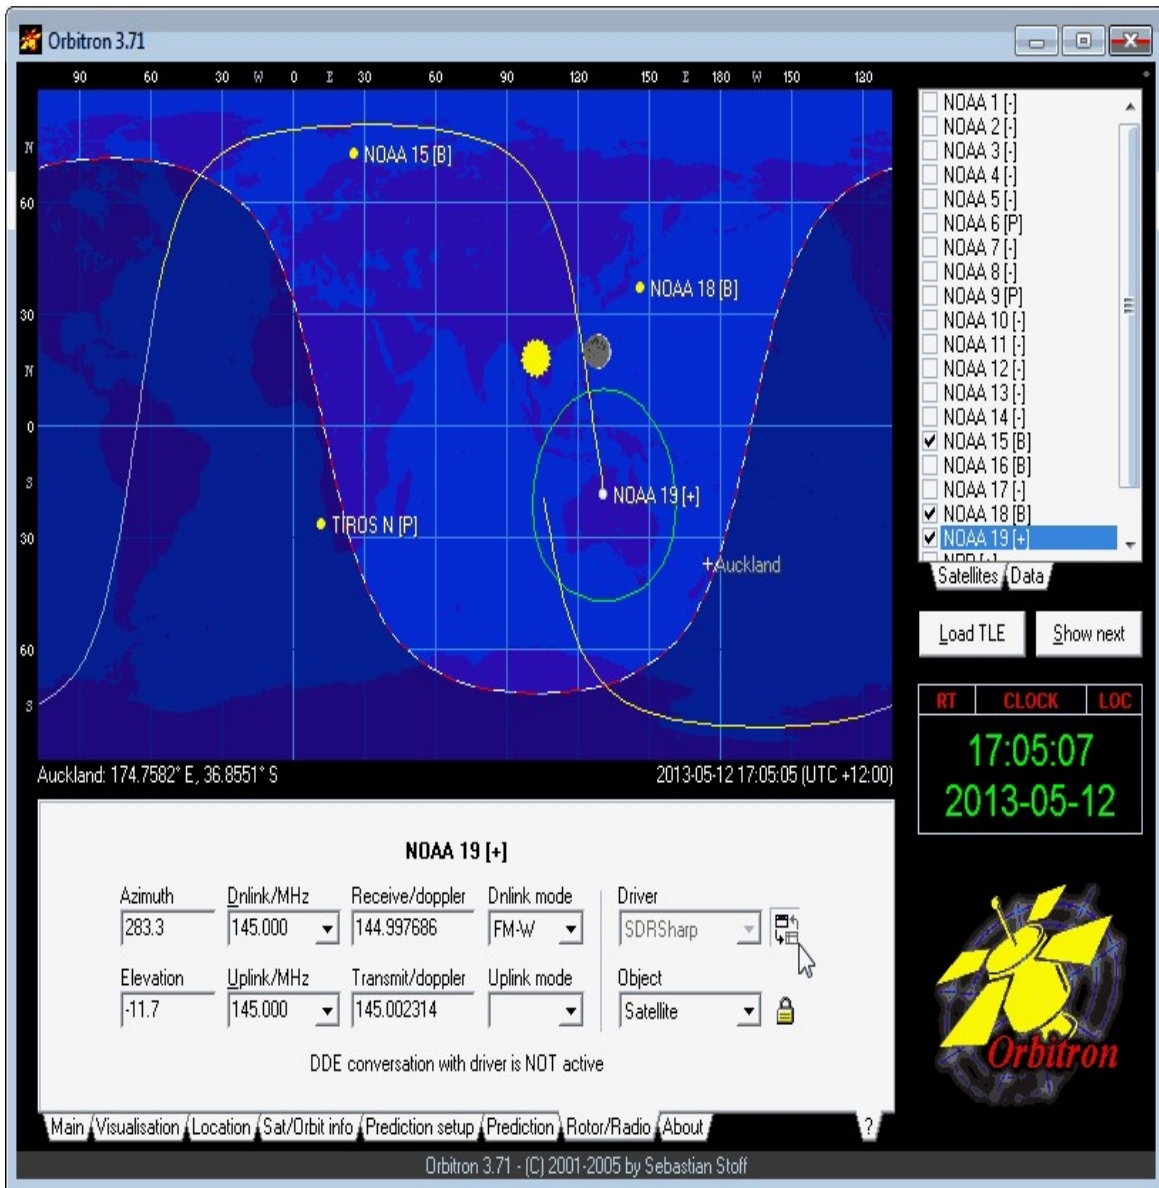 Orbitron 3.71
90 60 30 W 0 E 30 60 90 120 150 E 180 W 150 120
N
60
30
N
0
S
30
60
S
NOAA 15 [B]
NOAA 18 [B]
NOAA 19 [+]
TIROS N [P]
Auckland
Auckland: 174.7582° E, 36.8551° S
2013-05-12 17:05:05 (UTC +12:00)
NOAA 1 [-]
NOAA 2 [-]
NOAA 3 [-]
NOAA 4 [-]
NOAA 5 [-]
NOAA 6 [P]
NOAA 7 [-]
NOAA 8 [-]
NOAA 9 [P]
NOAA 10 [-]
NOAA 11 [-]
NOAA 12 [-]
NOAA 13 [-]
NOAA 14 [-]
NOAA 15 [B]
NOAA 16 [B]
NOAA 17 [-]
NOAA 18 [B]
NOAA 19 [+]
Satellites Data
Load TLE Show next
RT CLOCK LOC
17:05:07
2013-05-12
NOAA 19 [+]
Azimuth Dnlink/MHz Receive/doppler Dnlink mode Driver
283.3 145.000 144.997686 FM-W SDRSharp
Elevation Uplink/MHz Transmit/doppler Uplink mode Object
-11.7 145.000 145.002314 Satellite
DDE conversation with driver is NOT active
Orbitron
Main Visualisation Location Sat/Orbit info Prediction setup Prediction Rotor/Radio About ?
Orbitron 3.71 - (C) 2001-2005 by Sebastian Stoff